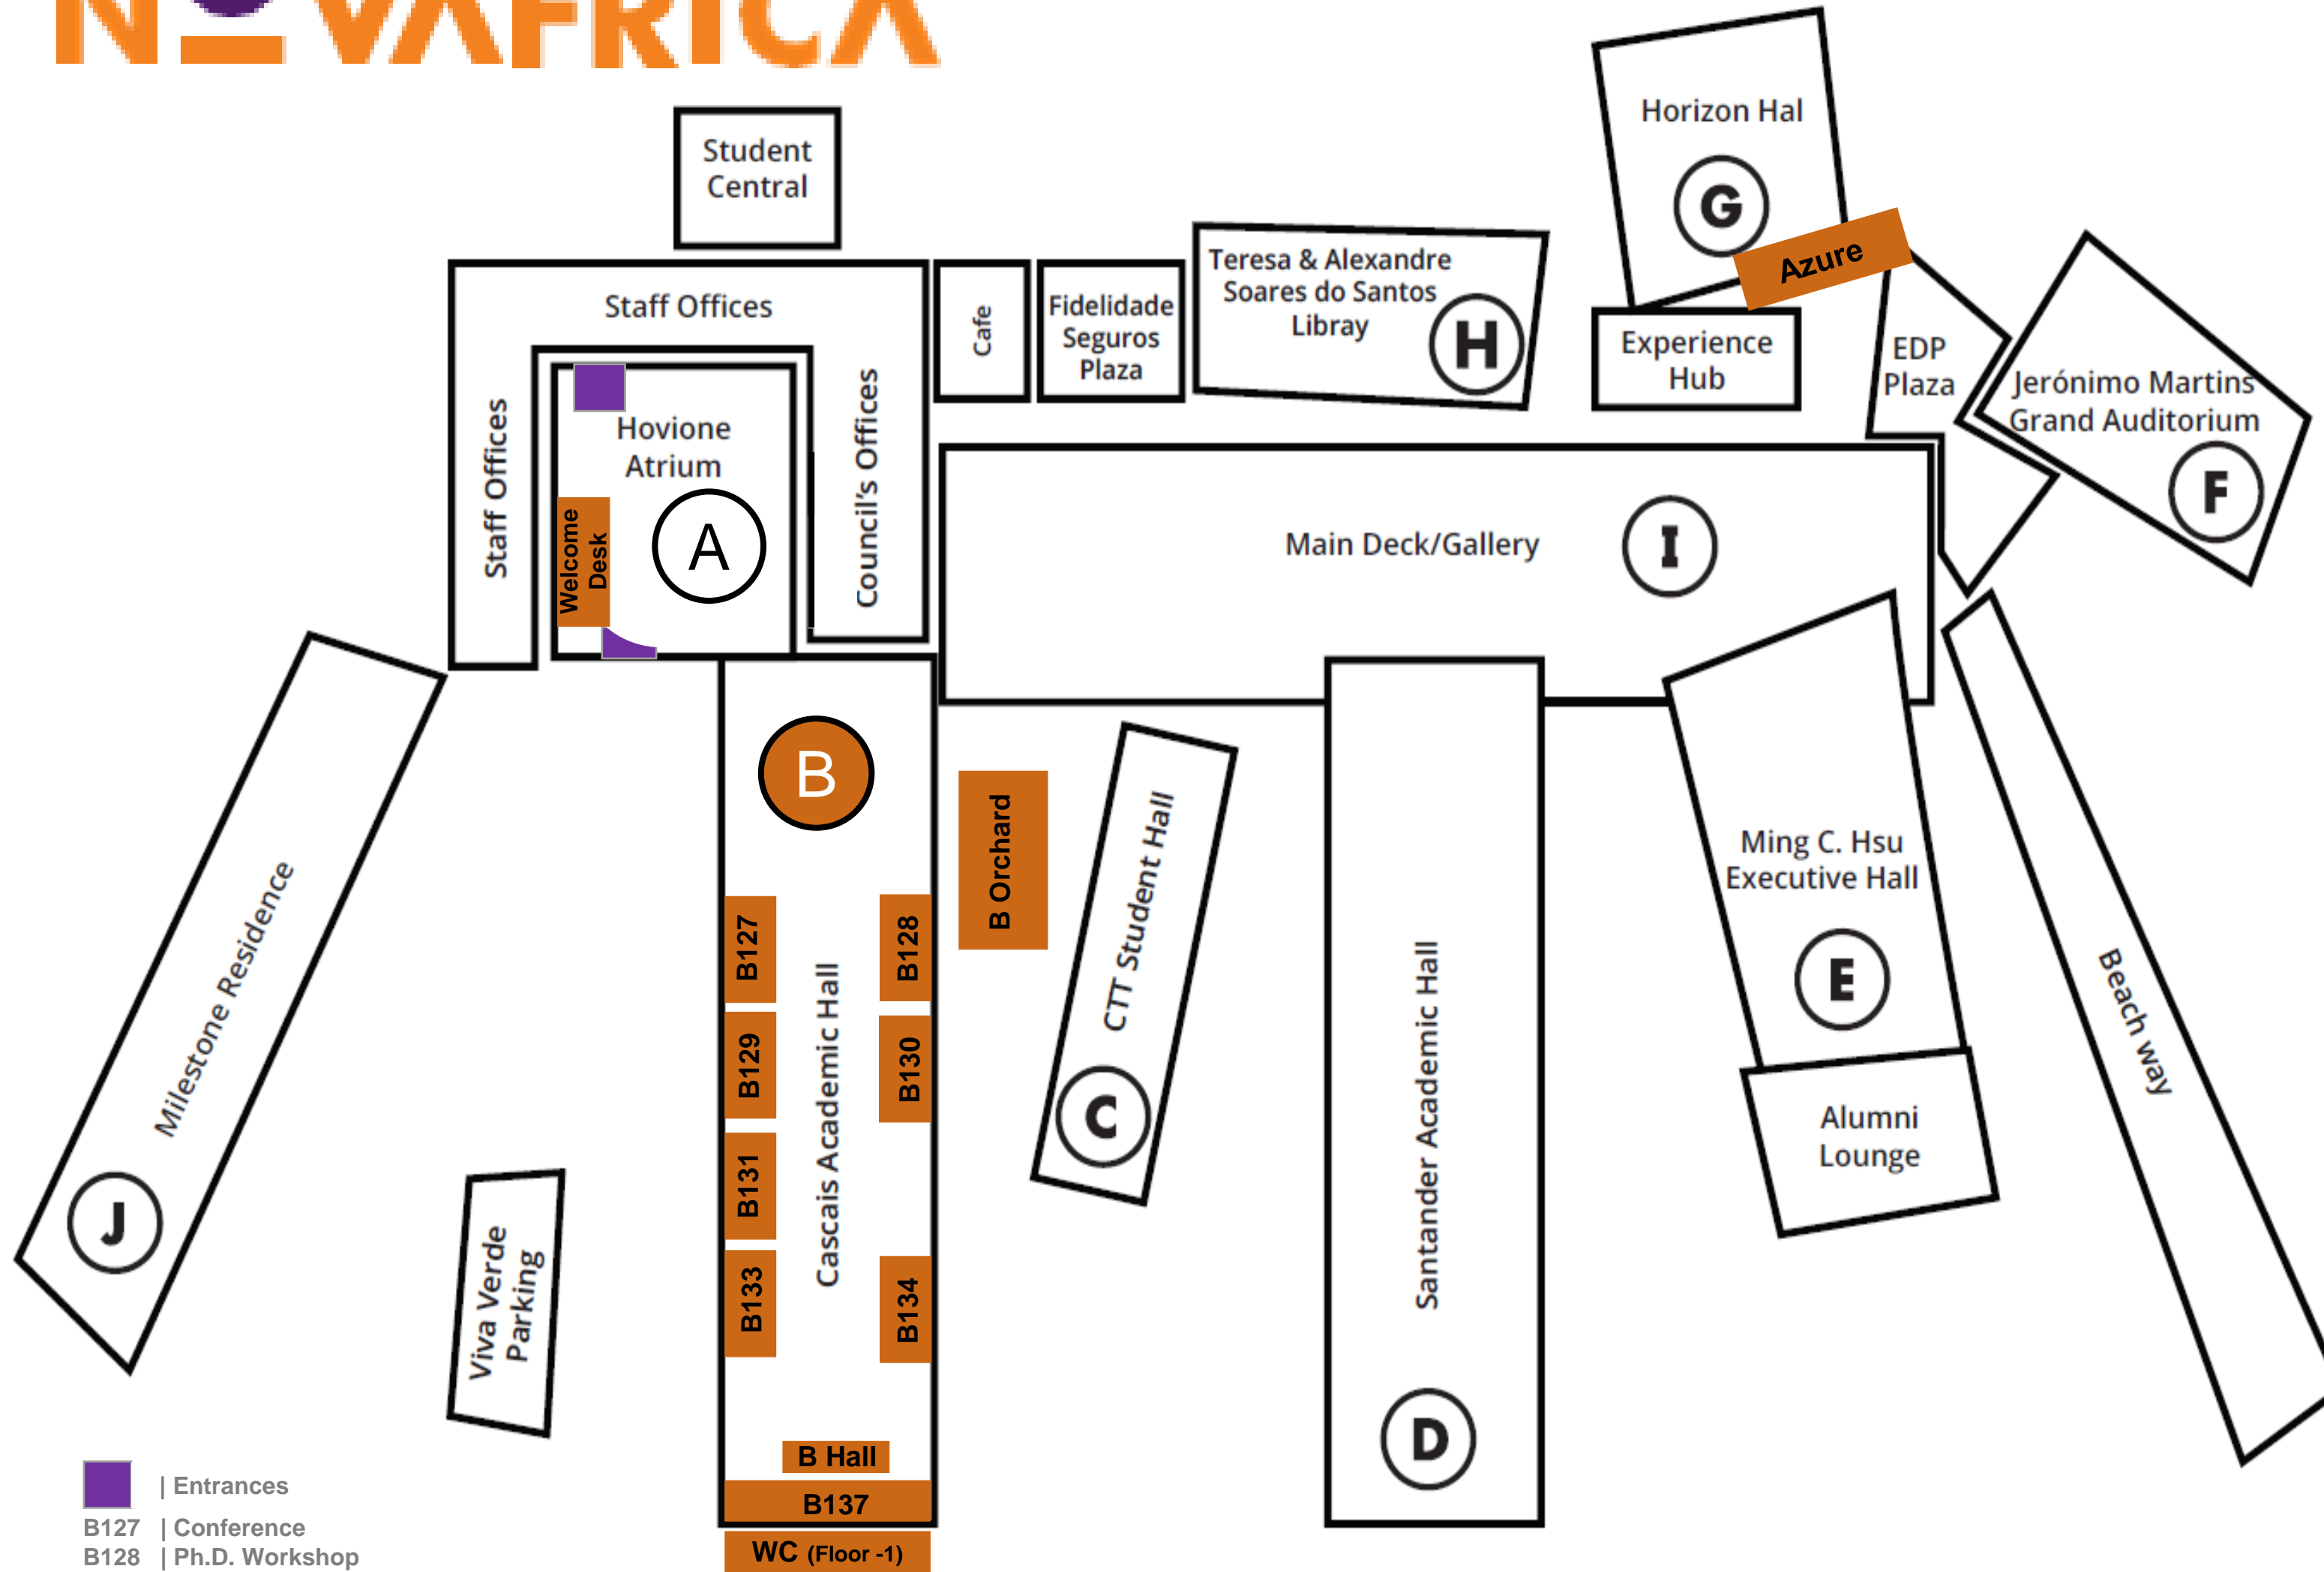 NOVAFRICA
Student
Central
Horizon Hal
G
Azure
Staff Offices
Cafe
Fidelidade
Seguros
Plaza
Teresa & Alexandre
Soares do Santos
Libray
H
Experience
Hub
EDP
Plaza
Jerónimo Martins
Grand Auditorium
F
Staff Offices
Hovione
Atrium
A
Welcome
Desk
Council's Offices
Main Deck/Gallery
I
B
B Orchard
CTT Student Hall
C
Ming C. Hsu
Executive Hall
E
Alumni
Lounge
Beach way
Milestone Residence
J
Viva Verde
Parking
B127
B128
B129
B130
B131
B133
B134
Cascais Academic Hall
Santander Academic Hall
D
B Hall
B137
WC (Floor -1)
| Entrances
B127 | Conference
B128 | Ph.D. Workshop